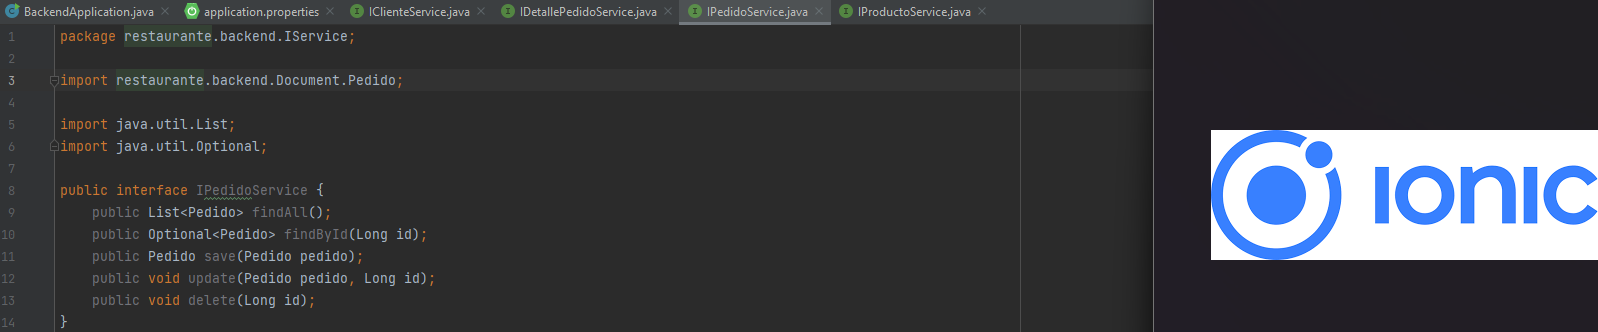 BackendApplication.java application.properties IClienteService.java IDetallePedidoService.java IPedidoService.java IProductoService.java
1 package restaurante.backend.IService;
2
3 import restaurante.backend.Document.Pedido;
4
5 import java.util.List;
6 import java.util.Optional;
7
8 public interface IPedidoService {
9 public List<Pedido> findAll();
10 public Optional<Pedido> findById(Long id);
11 public Pedido save(Pedido pedido);
12 public void update(Pedido pedido, Long id);
13 public void delete(Long id);
14 }
ionic